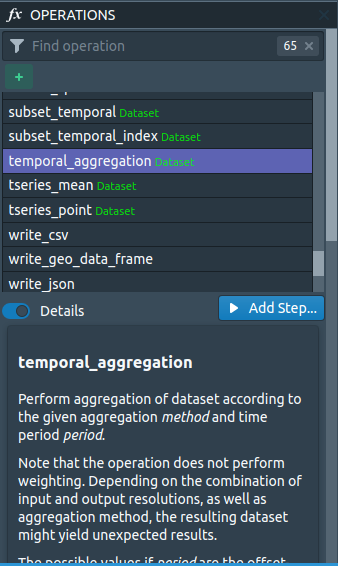 fx OPERATIONS
Find operation 65
+
subset_temporal Dataset
subset_temporal_index Dataset
temporal_aggregation Dataset
tseries_mean Dataset
tseries_point Dataset
write_csv
write_geo_data_frame
write_json
Details Add Step...
temporal_aggregation
Perform aggregation of dataset according to
the given aggregation method and time
period period.
Note that the operation does not perform
weighting. Depending on the combination of
input and output resolutions, as well as
aggregation method, the resulting dataset
might yield unexpected results.
The possible values if period are the offset